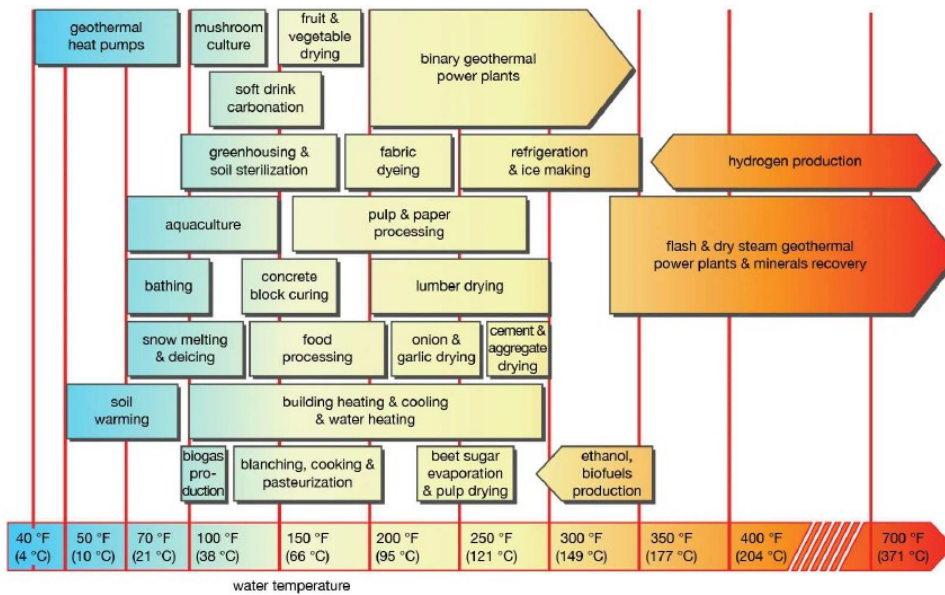 geothermal
heat pumps
mushroom
culture
fruit &
vegetable
drying
binary geothermal
power plants
soft drink
carbonation
greenhousing &
soil sterilization
fabric
dyeing
refrigeration
& ice making
hydrogen production
aquaculture
pulp & paper
processing
flash & dry steam geothermal
power plants & minerals recovery
bathing
concrete
block curing
lumber drying
snow melting
& deicing
food
processing
onion &
garlic drying
cement &
aggregate
drying
soil
warming
building heating & cooling
& water heating
biogas
pro-
duction
blanching, cooking &
pasteurization
beet sugar
evaporation
& pulp drying
ethanol,
biofuels
production
40 °F
(4 °C)
50 °F
(10 °C)
70 °F
(21 °C)
100 °F
(38 °C)
150 °F
(66 °C)
200 °F
(95 °C)
250 °F
(121 °C)
300 °F
(149 °C)
350 °F
(177 °C)
400 °F
(204 °C)
700 °F
(371 °C)
water temperature